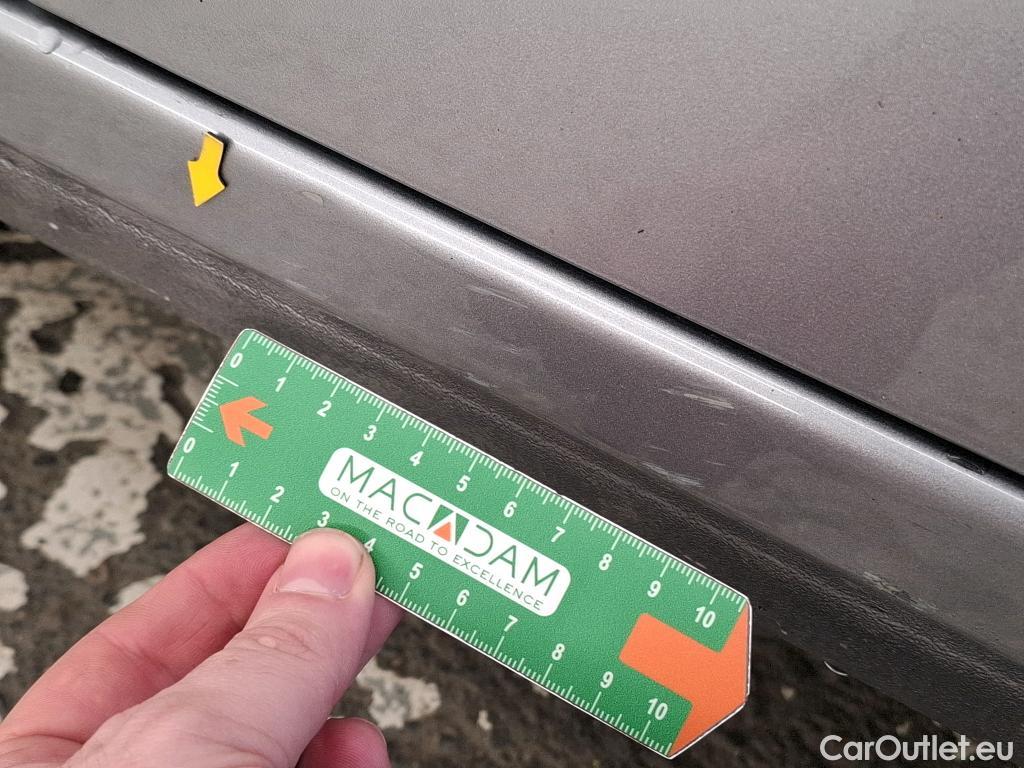 0 1 2 3 4 5 6 7 8 9 10
MACADAM
ON THE ROAD TO EXCELLENCE
0 1 2 3 4 5 6 7 8 9 10
CarOutlet.eu